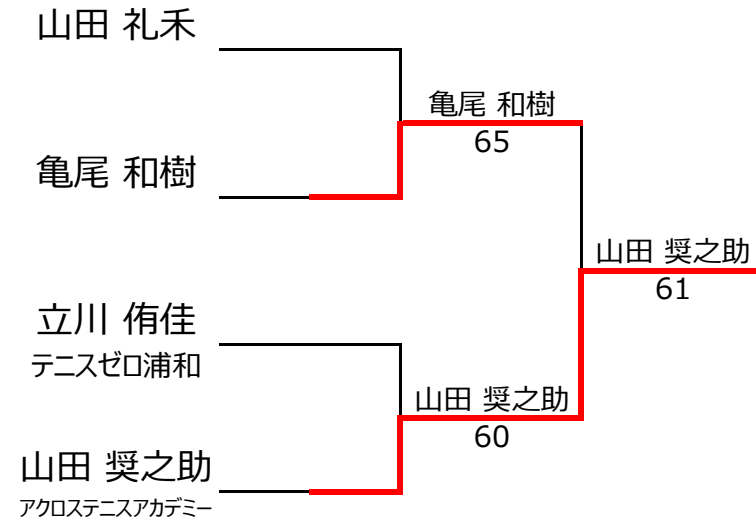 山田 礼禾
亀尾 和樹
65
亀尾 和樹
山田 奨之助
61
立川 侑佳
テニスゼロ浦和
山田 奨之助
60
山田 奨之助
アクロステニスアカデミー